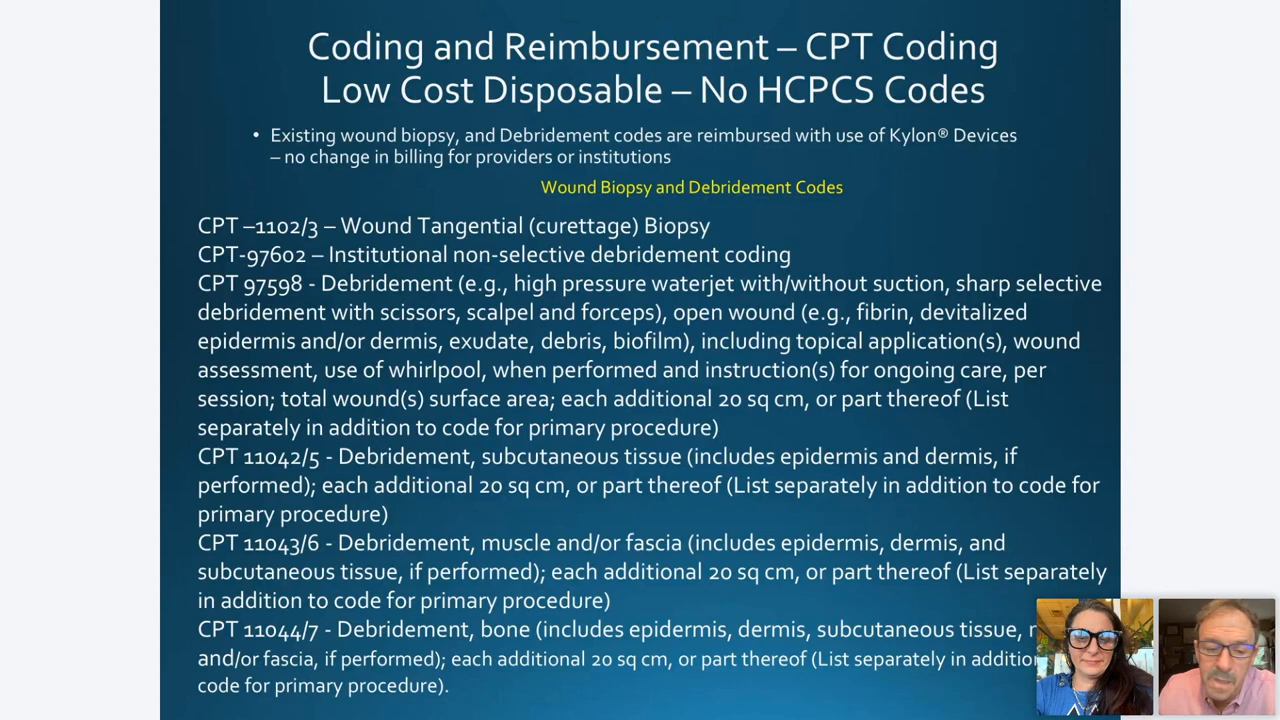 Coding and Reimbursement – CPT Coding
Low Cost Disposable – No HCPCS Codes
• Existing wound biopsy, and Debridement codes are reimbursed with use of Kylon® Devices
– no change in billing for providers or institutions
Wound Biopsy and Debridement Codes
CPT –1102/3 – Wound Tangential (curettage) Biopsy
CPT-97602 – Institutional non-selective debridement coding
CPT 97598 - Debridement (e.g., high pressure waterjet with/without suction, sharp selective
debridement with scissors, scalpel and forceps), open wound (e.g., fibrin, devitalized
epidermis and/or dermis, exudate, debris, biofilm), including topical application(s), wound
assessment, use of whirlpool, when performed and instruction(s) for ongoing care, per
session; total wound(s) surface area; each additional 20 sq cm, or part thereof (List
separately in addition to code for primary procedure)
CPT 11042/5 - Debridement, subcutaneous tissue (includes epidermis and dermis, if
performed); each additional 20 sq cm, or part thereof (List separately in addition to code for
primary procedure)
CPT 11043/6 - Debridement, muscle and/or fascia (includes epidermis, dermis, and
subcutaneous tissue, if performed); each additional 20 sq cm, or part thereof (List separately
in addition to code for primary procedure)
CPT 11044/7 - Debridement, bone (includes epidermis, dermis, subcutaneous tissue,
and/or fascia, if performed); each additional 20 sq cm, or part thereof (List separately in
code for primary procedure).